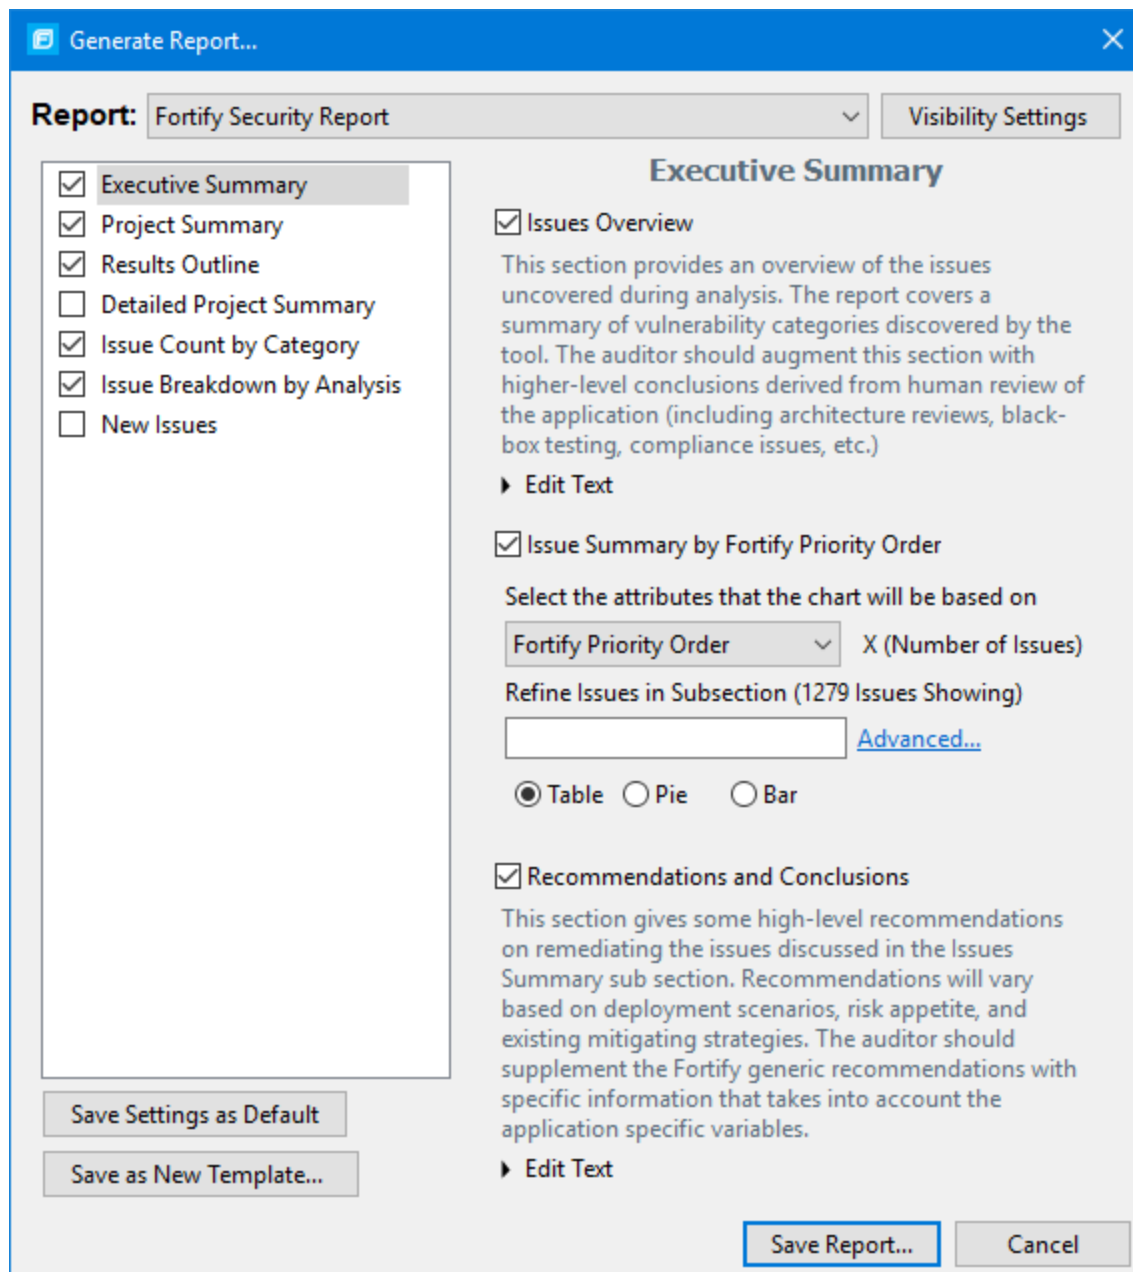 Generate Report...
Report: Fortify Security Report Visibility Settings
Executive Summary
Project Summary
Results Outline
Detailed Project Summary
Issue Count by Category
Issue Breakdown by Analysis
New Issues
Save Settings as Default
Save as New Template...
Executive Summary
Issues Overview
This section provides an overview of the issues
uncovered during analysis. The report covers a
summary of vulnerability categories discovered by the
tool. The auditor should augment this section with
higher-level conclusions derived from human review of
the application (including architecture reviews, black-
box testing, compliance issues, etc.)
Edit Text
Issue Summary by Fortify Priority Order
Select the attributes that the chart will be based on
Fortify Priority Order X (Number of Issues)
Refine Issues in Subsection (1279 Issues Showing)
Advanced...
Table Pie Bar
Recommendations and Conclusions
This section gives some high-level recommendations
on remediating the issues discussed in the Issues
Summary sub section. Recommendations will vary
based on deployment scenarios, risk appetite, and
existing mitigating strategies. The auditor should
supplement the Fortify generic recommendations with
specific information that takes into account the
application specific variables.
Edit Text
Save Report... Cancel